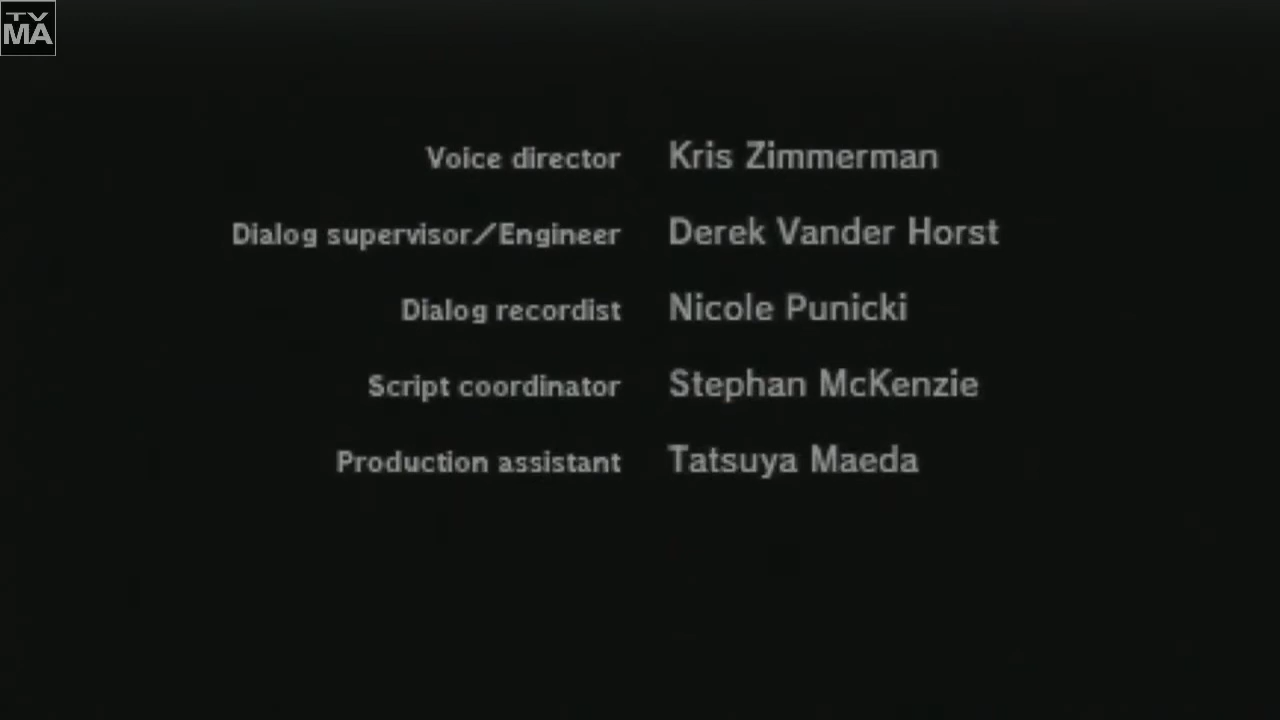 TV
MA
Voice director Kris Zimmerman
Dialog supervisor／Engineer Derek Vander Horst
Dialog recordist Nicole Punicki
Script coordinator Stephan McKenzie
Production assistant Tatsuya Maeda